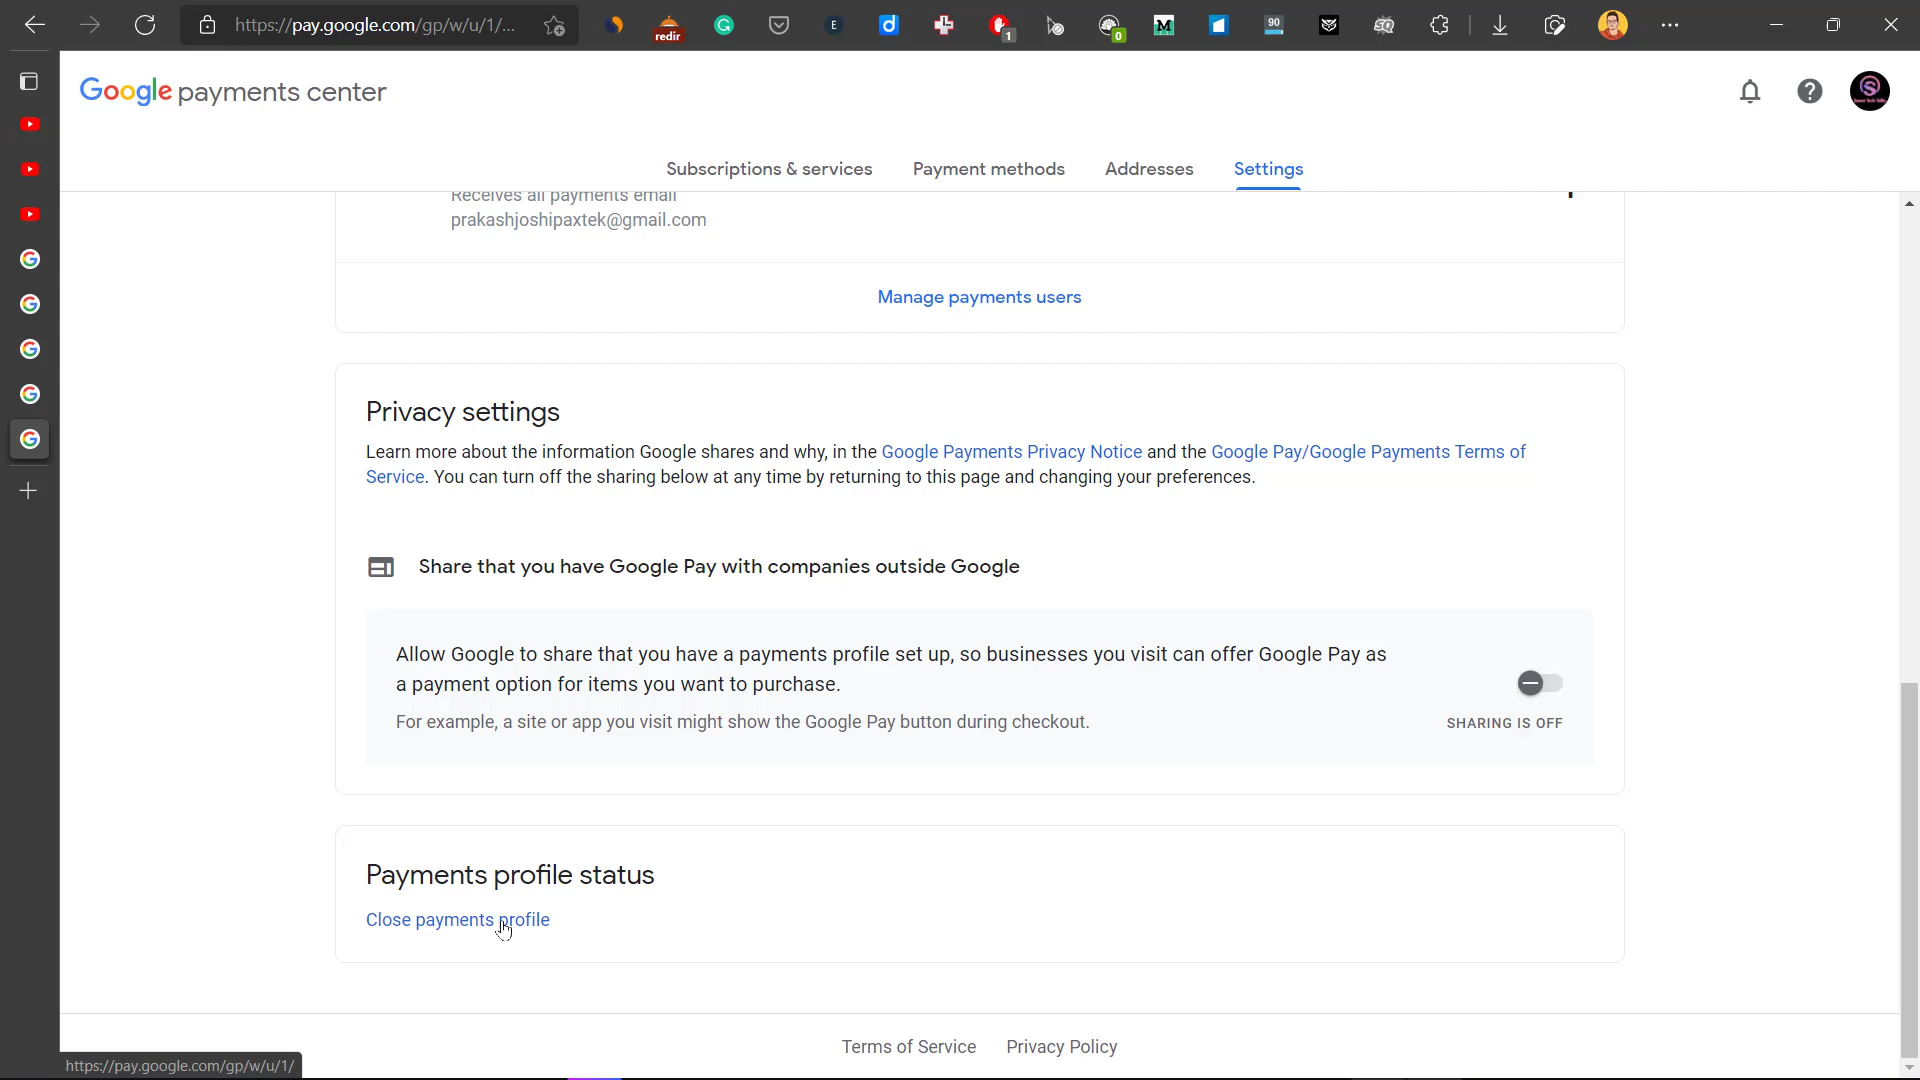 https://pay.google.com/gp/w/u/1/...
redir
E
1
0
90
Google payments center
Subscriptions & services
Payment methods
Addresses
Settings
Receives all payments email
prakashjoshipaxtek@gmail.com
Manage payments users
Privacy settings
Learn more about the information Google shares and why, in the Google Payments Privacy Notice and the Google Pay/Google Payments Terms of
Service. You can turn off the sharing below at any time by returning to this page and changing your preferences.
Share that you have Google Pay with companies outside Google
Allow Google to share that you have a payments profile set up, so businesses you visit can offer Google Pay as
a payment option for items you want to purchase.
For example, a site or app you visit might show the Google Pay button during checkout.
SHARING IS OFF
Payments profile status
Close payments profile
Terms of Service
Privacy Policy
https://pay.google.com/gp/w/u/1/